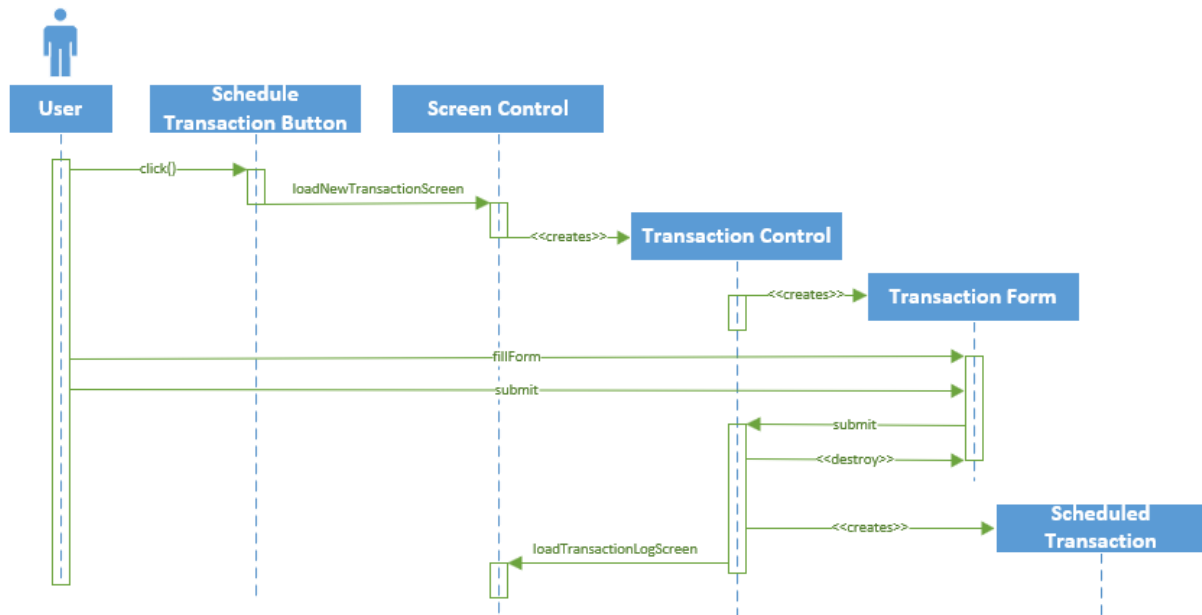 User
Schedule
Transaction Button
Screen Control
click()
loadNewTransactionScreen
<<creates>>
Transaction Control
<<creates>>
Transaction Form
fillForm
submit
submit
<<destroy>>
<<creates>>
Scheduled
Transaction
loadTransactionLogScreen